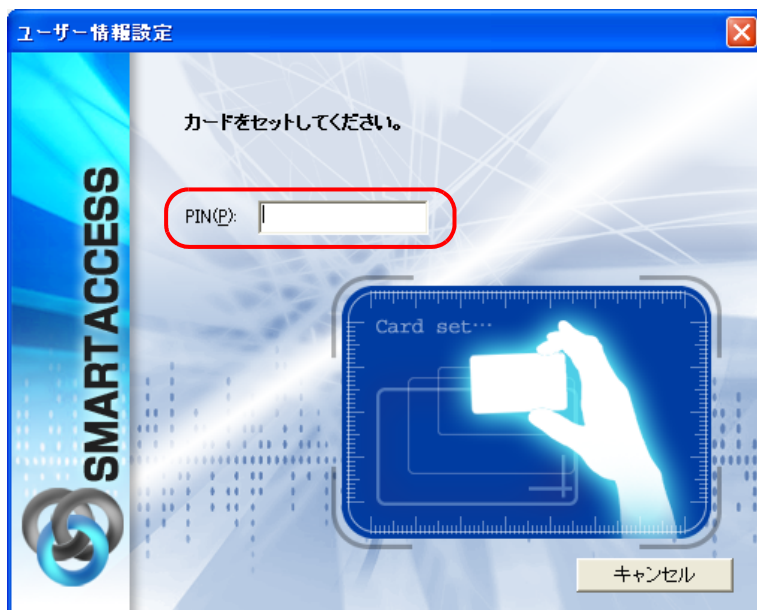 ユーザー情報設定
カードをセットしてください。
PIN(P):
SMARTACCESS
Card set…
キャンセル